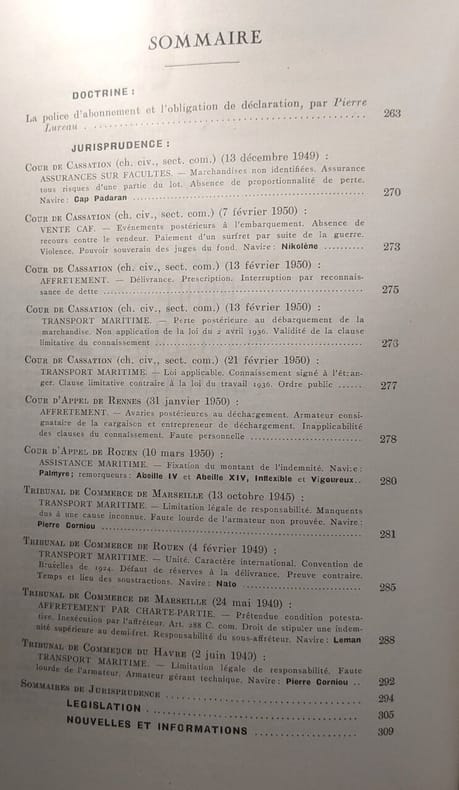 SOMMAIRE
DOCTRINE :
La police d'abonnement et l'obligation de déclaration, par Pierre
Lureau . . . . . . . . . . . . . . . . . . . . 263
JURISPRUDENCE :
COUR DE CASSATION (ch. civ., sect. com.) (13 décembre 1949) :
ASSURANCES SUR FACULTES. — Marchandises non identifiées. Assurance
tous risques d'une partie du lot. Absence de proportionnalité de perte.
Navire : Cap Padaran . . . . . . . . . . . . . . . . . . . . 270
COUR DE CASSATION (ch. civ., sect. com.) (7 février 1950) :
VENTE CAF. — Evénements postérieurs à l'embarquement. Absence de
recours contre le vendeur. Paiement d'un surfret par suite de la guerre.
Violence. Pouvoir souverain des juges du fond. Navire : Nikolène . . . . . . . . 273
COUR DE CASSATION (ch. civ., sect. com.) (13 février 1950) :
AFFRETEMENT. — Délivrance. Prescription. Interruption par reconnais-
sance de dette . . . . . . . . . . . . . . . . . . . . 275
COUR DE CASSATION (ch. civ., sect. com.) (13 février 1950) :
TRANSPORT MARITIME. — Perte postérieure au débarquement de la
marchandise. Non application de la loi du 2 avril 1936. Validité de la clause
limitative du connaissement . . . . . . . . . . . . . . . . . . . . 276
COUR DE CASSATION (ch. civ,, sect. com.) (21 février 1950) :
TRANSPORT MARITIME. — Loi applicable. Connaissement signé à l'étran-
ger. Clause limitative contraire à la loi du travail 1936. Ordre public ...... 277
COUR D'APPEL DE RENNES (31 janvier 1950) :
AFFRETEMENT. — Avaries postérieures au déchargement. Armateur consi-
gnataire de la cargaison et entrepreneur de déchargement. Inapplicabilité
des clauses du connaissement. Faute personnelle . . . . . . . . . . . . . . . . 278
COUR D'APPEL DE ROUEN (10 mars 1950) :
ASSISTANCE MARITIME. — Fixation du montant de l'indemnité. Navire :
Palmyre; remorqueurs : Abeille IV et Abeille XIV, Inflexible et Vigoureux.. 280
TRIBUNAL DE COMMERCE DE MARSEILLE (13 octobre 1945) :
TRANSPORT MARITIME. — Limitation légale de responsabilité. Manquants
dus à une cause inconnue. Faute lourde de l'armateur non prouvée. Navire :
Pierre Corniou . . . . . . . . . . . . . . . . . . . . 281
TRIBUNAL DE COMMERCE DE ROUEN (4 février 1949) :
TRANSPORT MARITIME. — Unité. Caractère international. Convention de
Bruxelles de 1924. Défaut de réserves à la délivrance. Preuve contraire.
Temps et lieu des soustractions. Navire : Nato . . . . . . . . . . . . . . . . 285
TRIBUNAL DE COMMERCE DE MARSEILLE (24 mai 1949) :
AFFRETEMENT PAR CHARTE-PARTIE. — Prétendue condition potesta-
tive. Inexécution par l'affréteur. Art. 288 C. com. Droit de stipuler une indem-
nité supérieure au demi-fret. Responsabilité du sous-affréteur. Navire : Leman 288
TRIBUNAL DE COMMERCE DU HAVRE (2 juin 1949) :
TRANSPORT MARITIME. — Limitation légale de responsabilité. Faute
lourde de l'armateur. Armateur gérant technique. Navire : Pierre Corniou .. 292
SOMMAIRES DE JURISPRUDENCE . . . . . . . . . . . . . . . . . . . . 294
LEGISLATION . . . . . . . . . . . . . . . . . . . . 305
NOUVELLES ET INFORMATIONS . . . . . . . . . . . . . . 309